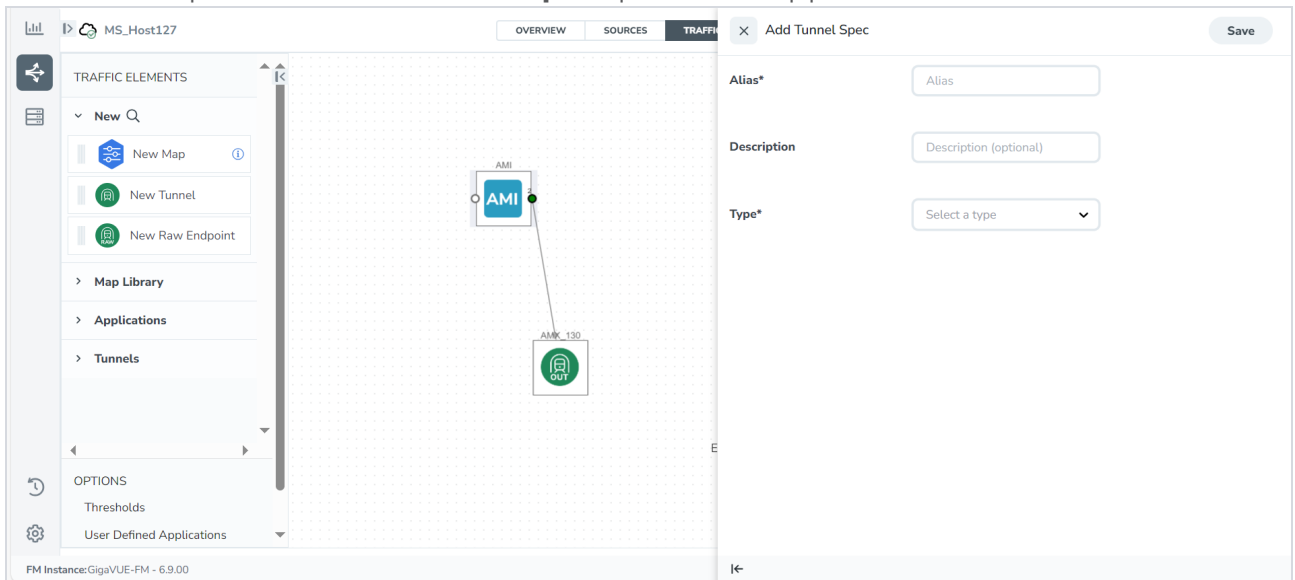 MS_Host127
OVERVIEW
SOURCES
TRAFFI
Add Tunnel Spec
Save
TRAFFIC ELEMENTS
New
New Map
New Tunnel
RAW
New Raw Endpoint
Map Library
Applications
Tunnels
OPTIONS
Thresholds
User Defined Applications
AMI
AMI
2
AMX_130
OUT
E
Alias*
Alias
Description
Description (optional)
Type*
Select a type
FM Instance:GigaVUE-FM - 6.9.00